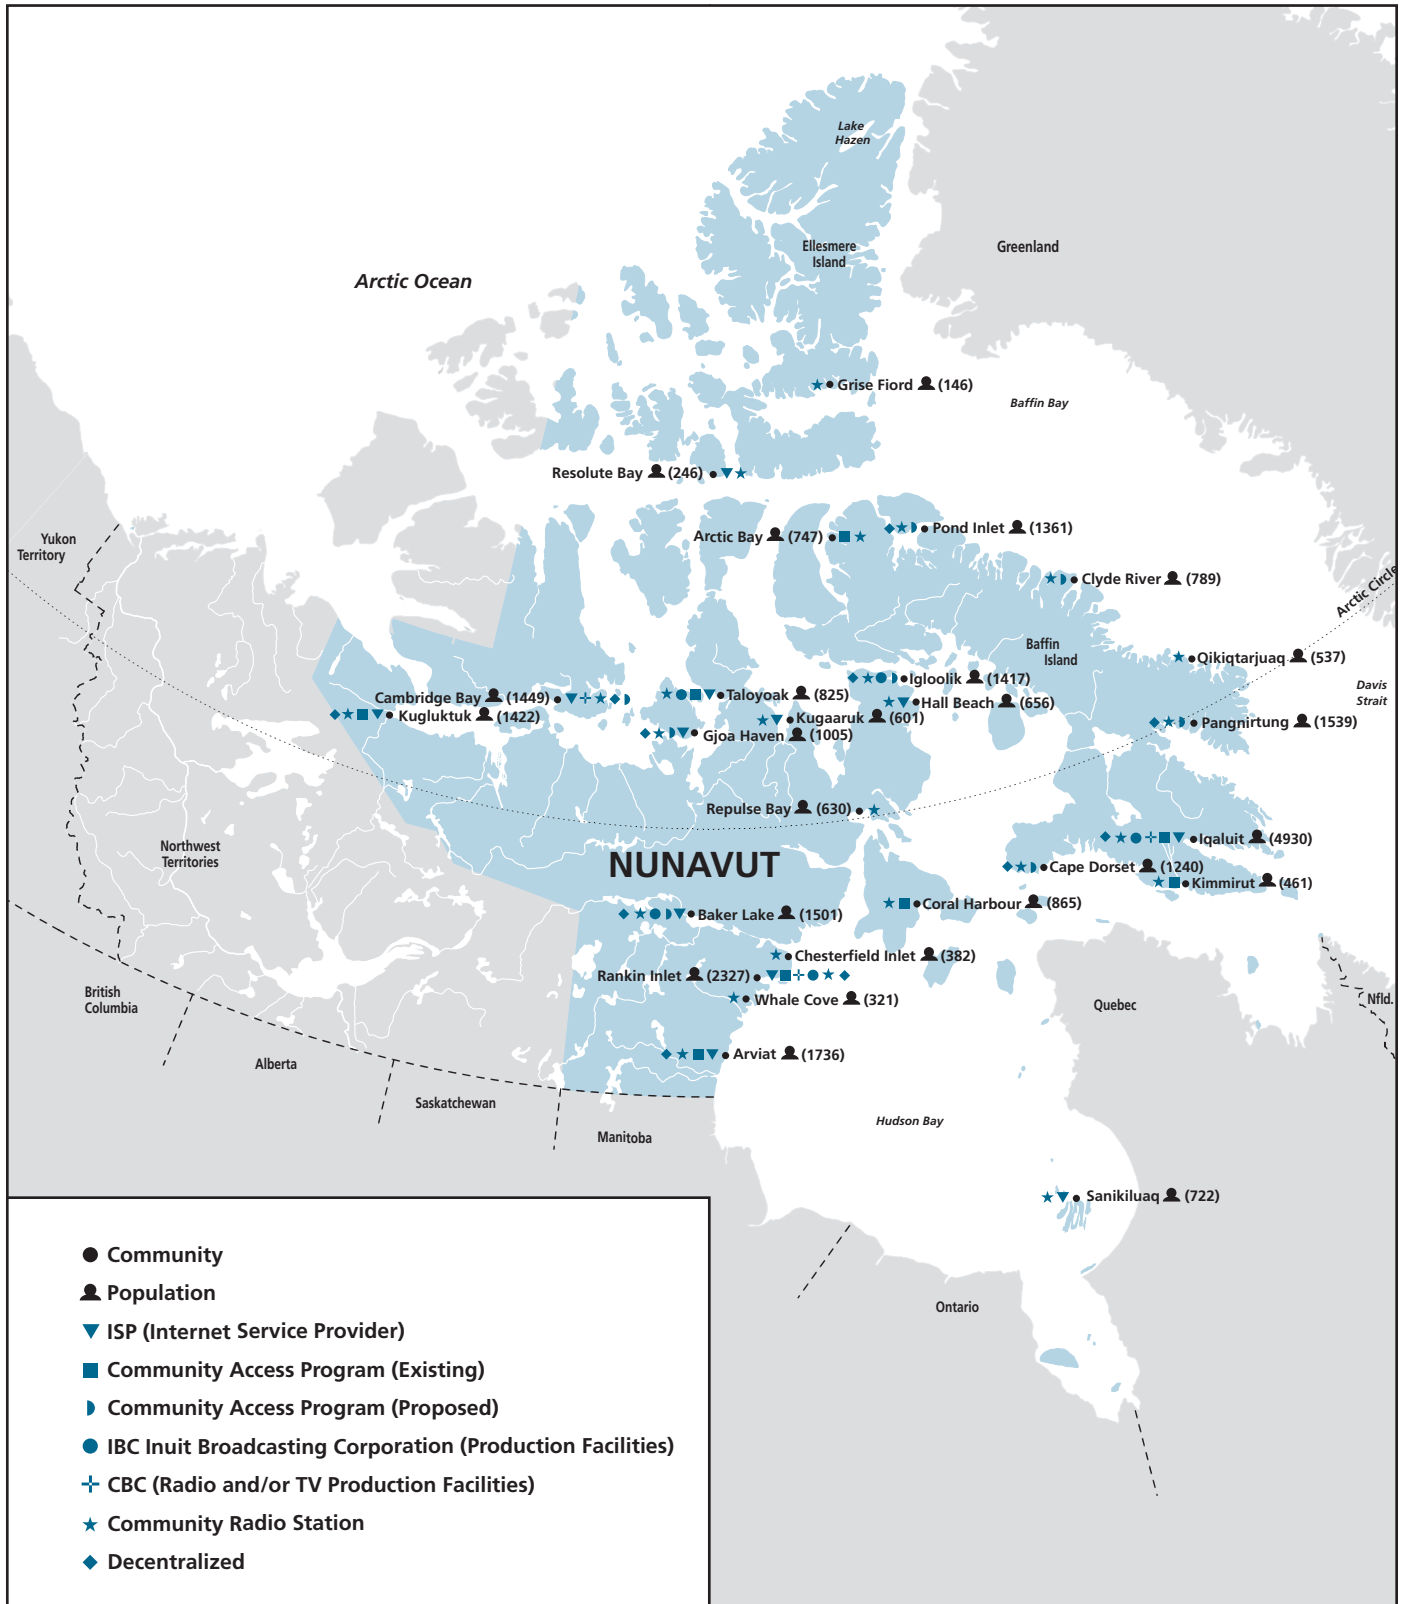 Lake
Hazen
Ellesmere
Island
Greenland
Arctic Ocean
Grise Fiord (146)
Baffin Bay
Resolute Bay (246)
Arctic Bay (747)
Pond Inlet (1361)
Yukon
Territory
Clyde River (789)
Arctic Circle
Baffin
Island
Qikiqtarjuaq (537)
Davis
Strait
Cambridge Bay (1449)
Taloyoak (825)
Igloolik (1417)
Hall Beach (656)
Kugluktuk (1422)
Kugaaruk (601)
Pangnirtung (1539)
Gjoa Haven (1005)
Repulse Bay (630)
Northwest
Territories
NUNAVUT
Iqaluit (4930)
Cape Dorset (1240)
Kimmirut (461)
Coral Harbour (865)
Baker Lake (1501)
Chesterfield Inlet (382)
Rankin Inlet (2327)
Whale Cove (321)
British
Columbia
Quebec
Nfld.
Arviat (1736)
Alberta
Saskatchewan
Manitoba
Hudson Bay
Sanikiluaq (722)
Ontario
Community
Population
ISP (Internet Service Provider)
Community Access Program (Existing)
Community Access Program (Proposed)
IBC Inuit Broadcasting Corporation (Production Facilities)
CBC (Radio and/or TV Production Facilities)
Community Radio Station
Decentralized